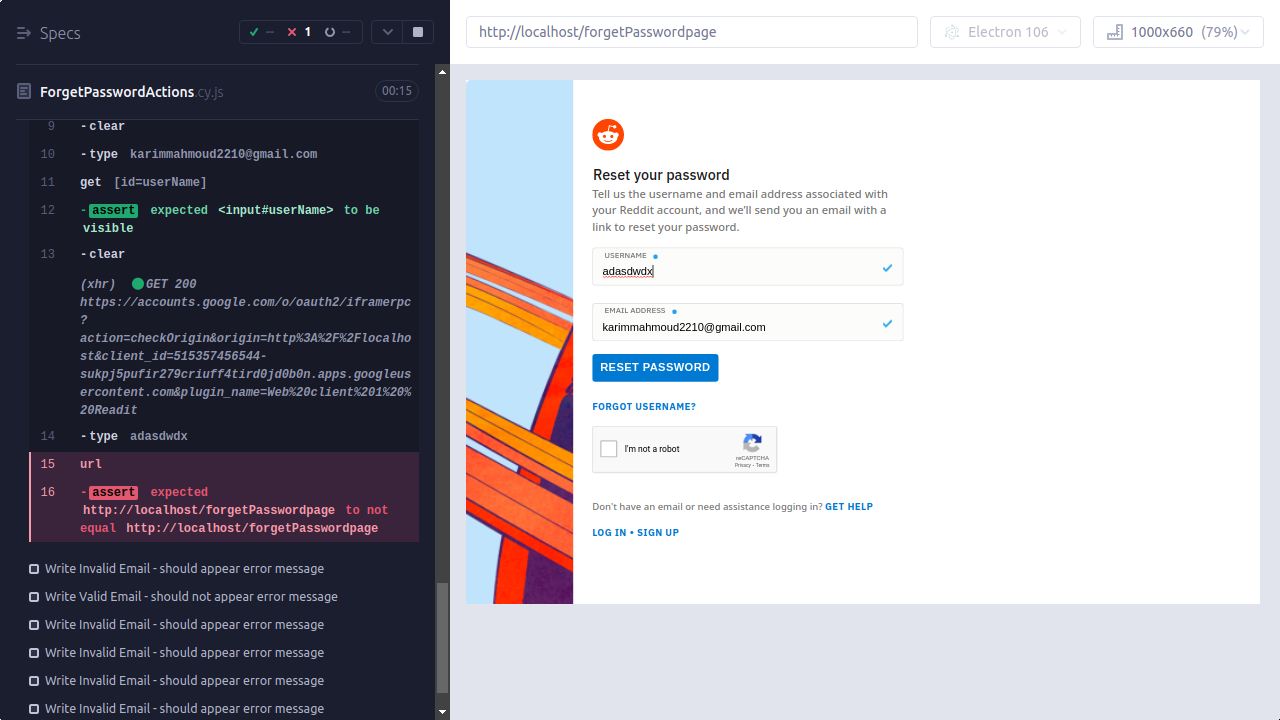 Specs
-- 1 --
ForgetPasswordActions.cy.js 00:15
9 -clear
10 -type karimmahmoud2210@gmail.com
11 get [id=userName]
12 -assert expected <input#userName> to be
visible
13 -clear
(xhr) GET 200
https://accounts.google.com/o/oauth2/iframerpc
?
action=checkOrigin&origin=http%3A%2F%2Flocalho
st&client_id=515357456544-
sukpj5pufir279criuff4tird0jd0b0n.apps.googleus
ercontent.com&plugin_name=Web%20client%201%20%
20Readit
14 -type adasdwdx
15 url
16 -assert expected
http://localhost/forgetPasswordpage to not
equal http://localhost/forgetPasswordpage
Write Invalid Email - should appear error message
Write Valid Email - should not appear error message
Write Invalid Email - should appear error message
Write Invalid Email - should appear error message
Write Invalid Email - should appear error message
Write Invalid Email - should appear error message
http://localhost/forgetPasswordpage
Electron 106
1000x660 (79%)
Reset your password
Tell us the username and email address associated with
your Reddit account, and we'll send you an email with a
link to reset your password.
USERNAME
adasdwdx
EMAIL ADDRESS
karimmahmoud2210@gmail.com
RESET PASSWORD
FORGOT USERNAME?
I'm not a robot
reCAPTCHA
Privacy - Terms
Don't have an email or need assistance logging in? GET HELP
LOG IN • SIGN UP